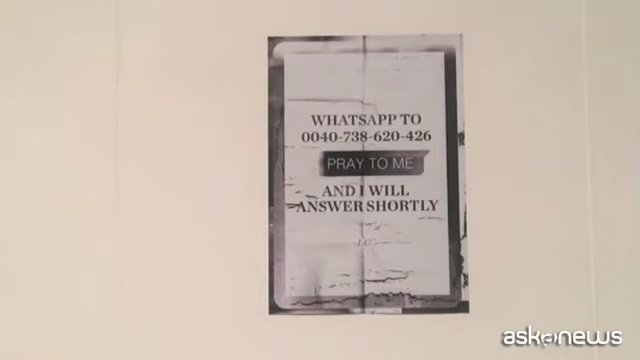 WHATSAPP TO
0040-738-620-426
PRAY TO ME
AND I WILL
ANSWER SHORTLY
askanews